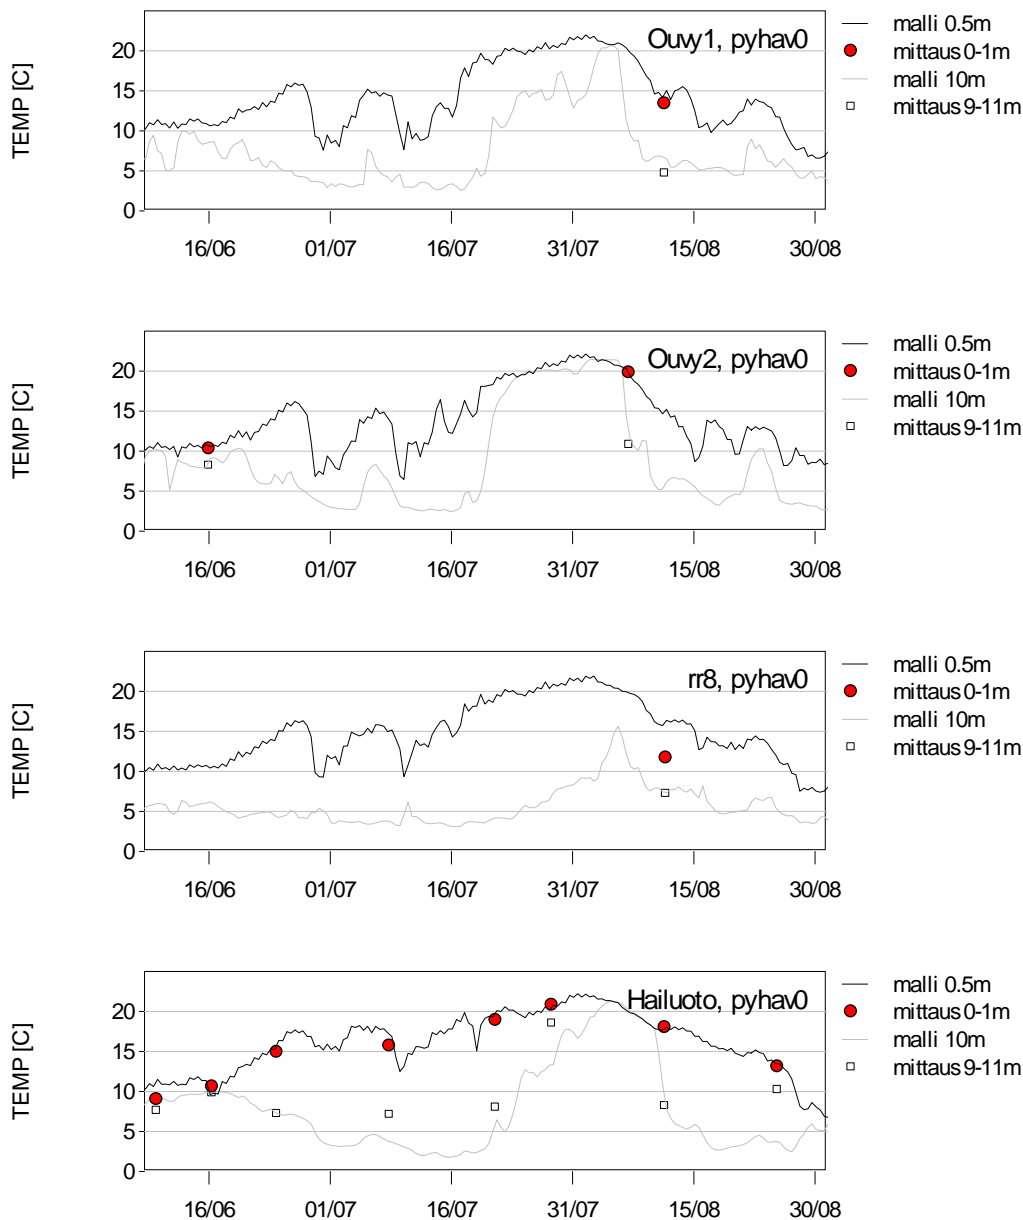 Ouvy1, pyhav0
TEMP [C]
20
15
10
5
0
16/06 01/07 16/07 31/07 15/08 30/08
malli 0.5m
mittaus 0-1m
malli 10m
mittaus 9-11m
Ouvy2, pyhav0
TEMP [C]
20
15
10
5
0
16/06 01/07 16/07 31/07 15/08 30/08
malli 0.5m
mittaus 0-1m
malli 10m
mittaus 9-11m
rr8, pyhav0
TEMP [C]
20
15
10
5
0
16/06 01/07 16/07 31/07 15/08 30/08
malli 0.5m
mittaus 0-1m
malli 10m
mittaus 9-11m
Hailuoto, pyhav0
TEMP [C]
20
15
10
5
0
16/06 01/07 16/07 31/07 15/08 30/08
malli 0.5m
mittaus 0-1m
malli 10m
mittaus 9-11m